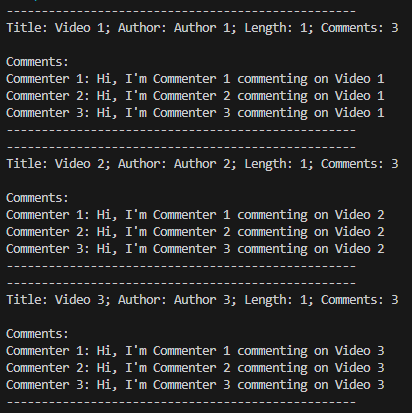 --------------------------------------------------
Title: Video 1; Author: Author 1; Length: 1; Comments: 3

Comments:
Commenter 1: Hi, I'm Commenter 1 commenting on Video 1
Commenter 2: Hi, I'm Commenter 2 commenting on Video 1
Commenter 3: Hi, I'm Commenter 3 commenting on Video 1
--------------------------------------------------
--------------------------------------------------
Title: Video 2; Author: Author 2; Length: 1; Comments: 3

Comments:
Commenter 1: Hi, I'm Commenter 1 commenting on Video 2
Commenter 2: Hi, I'm Commenter 2 commenting on Video 2
Commenter 3: Hi, I'm Commenter 3 commenting on Video 2
--------------------------------------------------
--------------------------------------------------
Title: Video 3; Author: Author 3; Length: 1; Comments: 3

Comments:
Commenter 1: Hi, I'm Commenter 1 commenting on Video 3
Commenter 2: Hi, I'm Commenter 2 commenting on Video 3
Commenter 3: Hi, I'm Commenter 3 commenting on Video 3
--------------------------------------------------